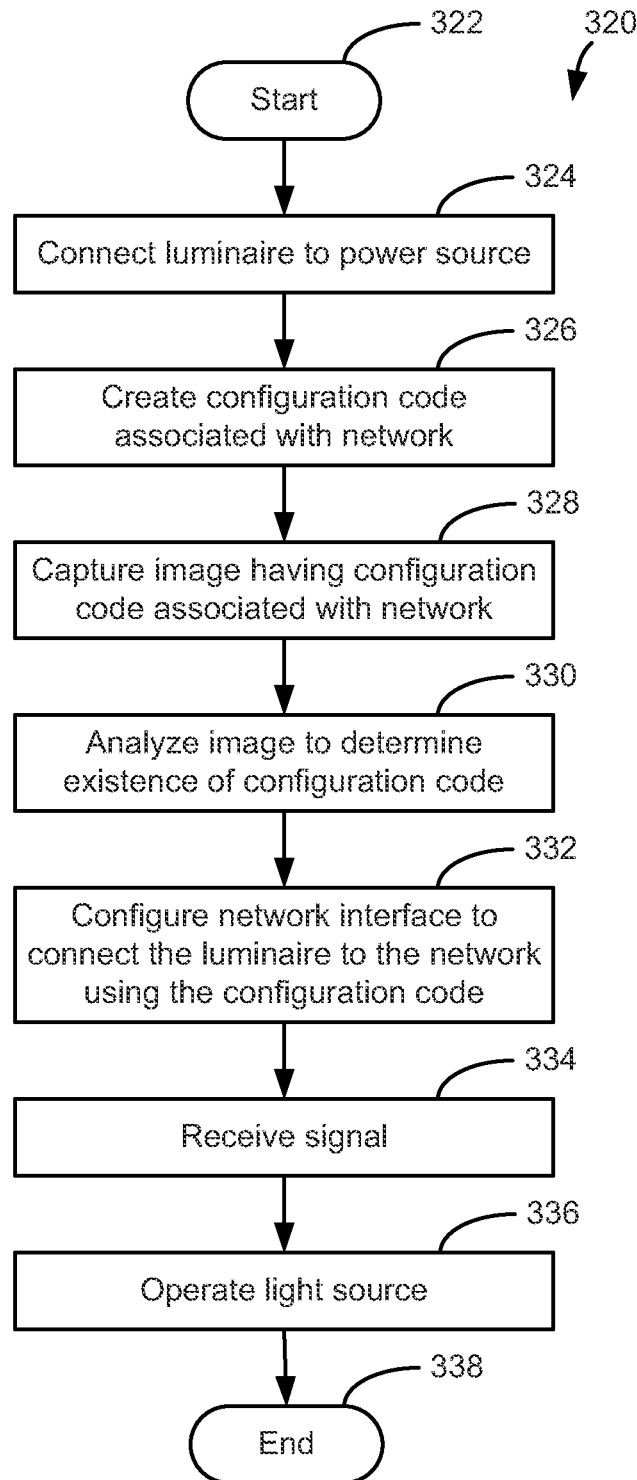 322
320
Start
324
Connect luminaire to power source
326
Create configuration code
associated with network
328
Capture image having configuration
code associated with network
330
Analyze image to determine
existence of configuration code
332
Configure network interface to
connect the luminaire to the network
using the configuration code
334
Receive signal
336
Operate light source
338
End